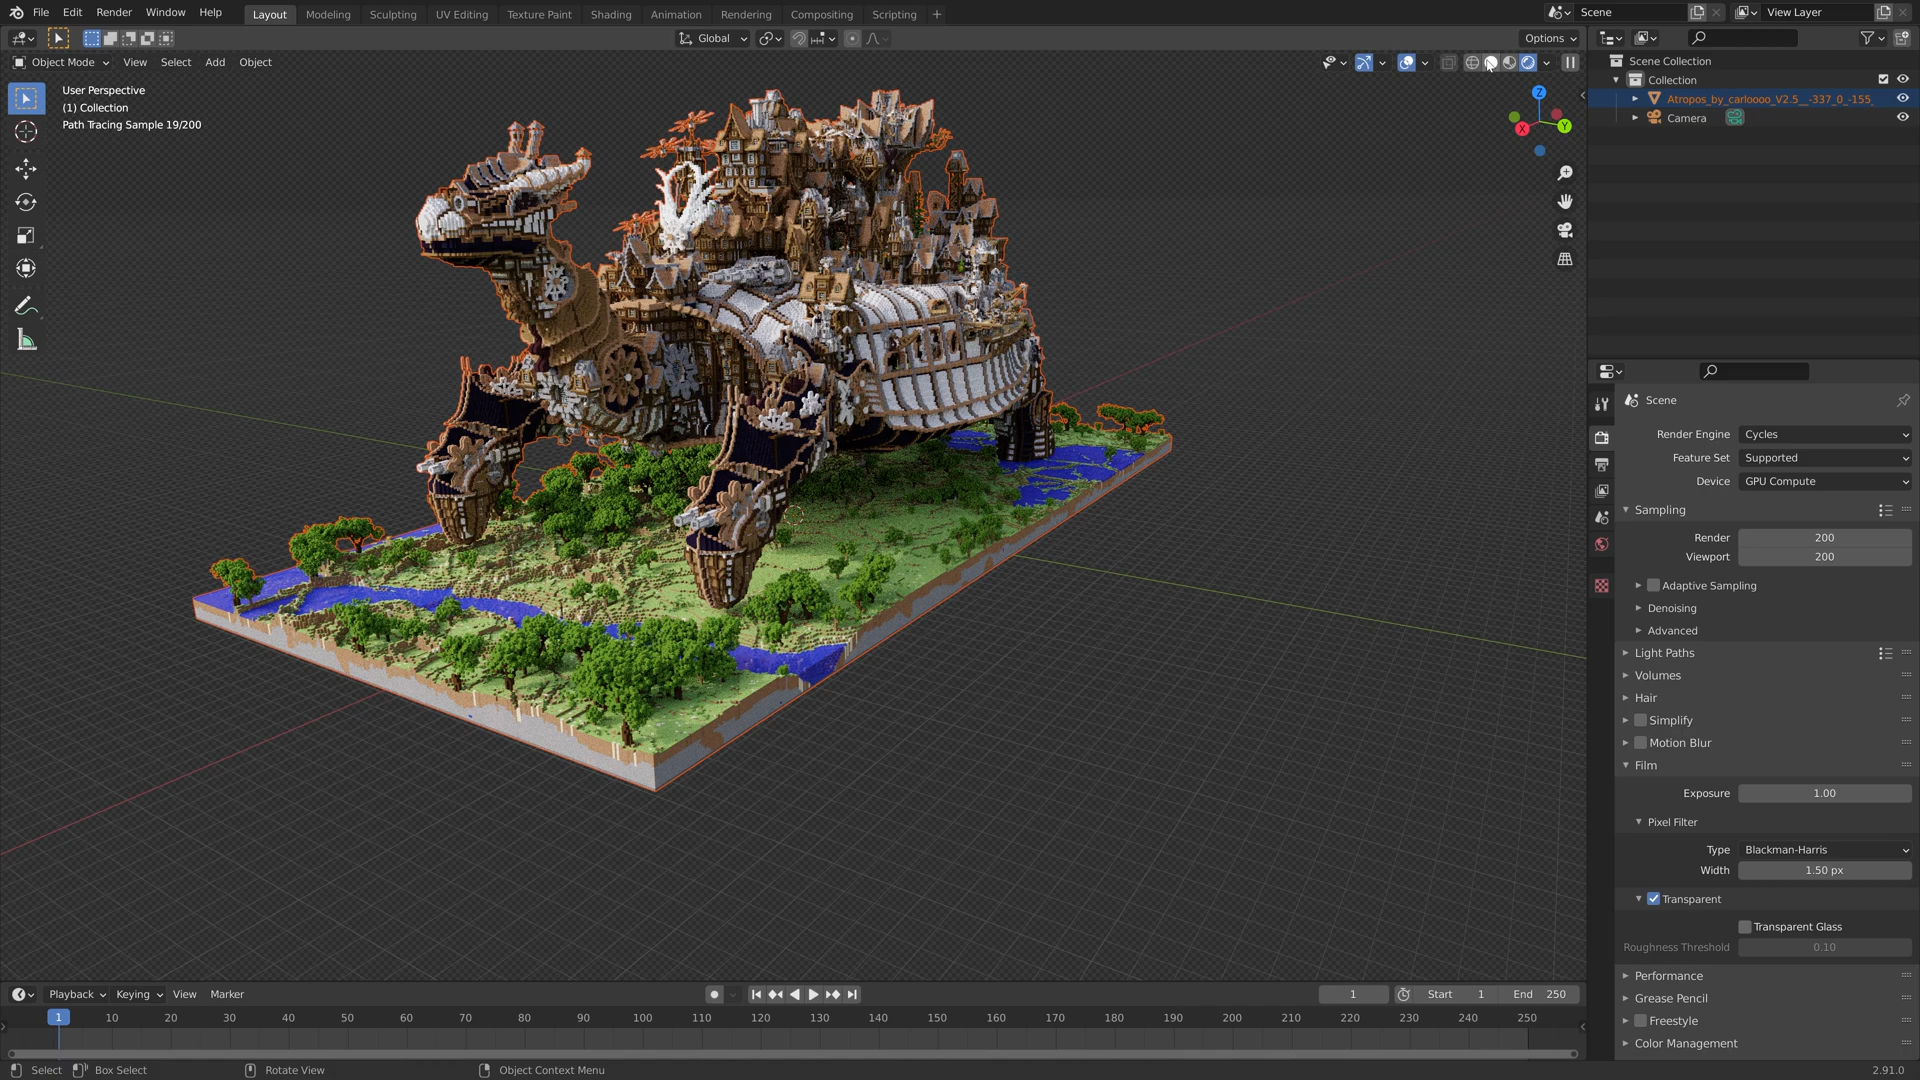 File Edit Render Window Help Layout Modeling Sculpting UV Editing Texture Paint Shading Animation Rendering Compositing Scripting + Scene View Layer
Global Options
Object Mode View Select Add Object
User Perspective
(1) Collection
Path Tracing Sample 19/200
Z
X
Y
Scene Collection
Collection
Atropos_by_carloooo_V2.5__-337_0_-155_
Camera
Scene
Render Engine Cycles
Feature Set Supported
Device GPU Compute
Sampling
Render 200
Viewport 200
Adaptive Sampling
Denoising
Advanced
Light Paths
Volumes
Hair
Simplify
Motion Blur
Film
Exposure 1.00
Pixel Filter
Type Blackman-Harris
Width 1.50 px
Transparent
Transparent Glass
Roughness Threshold 0.10
Performance
Grease Pencil
Freestyle
Color Management
Playback Keying View Marker 1 Start 1 End 250
1 10 20 30 40 50 60 70 80 90 100 110 120 130 140 150 160 170 180 190 200 210 220 230 240 250
Select Box Select Rotate View Object Context Menu 2.91.0